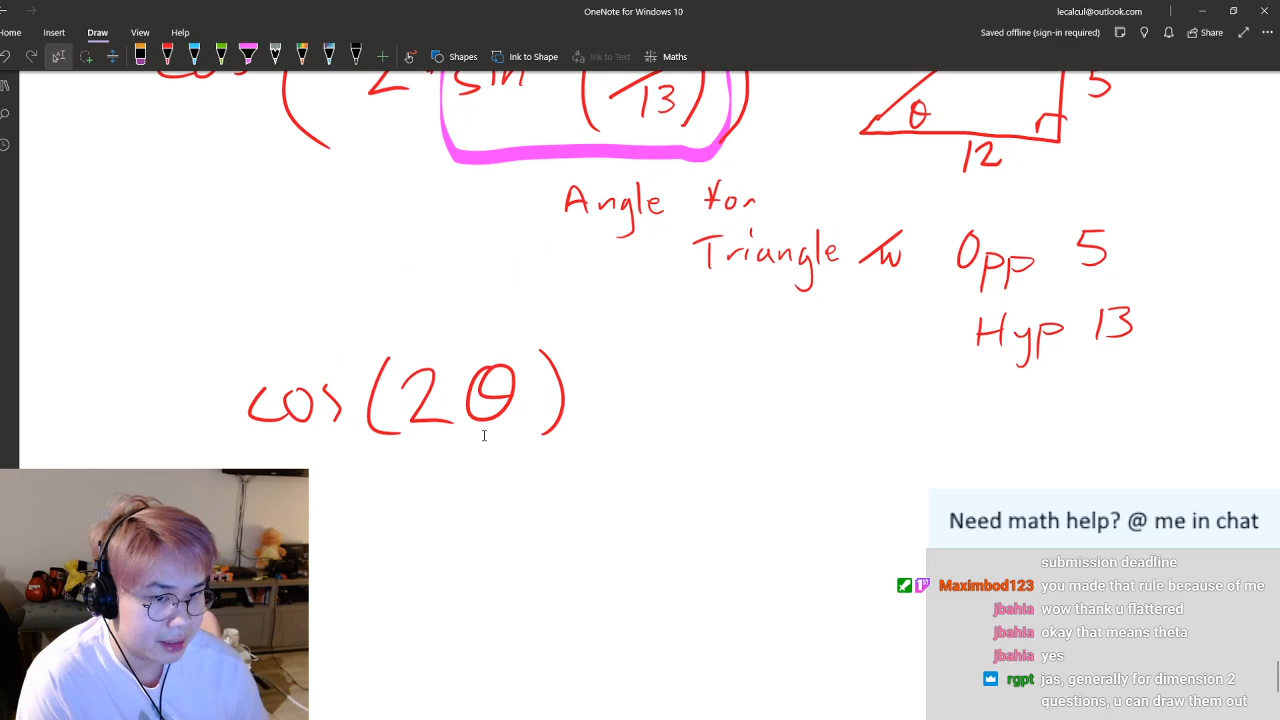 OneNote for Windows 10
lecalcul@outlook.com
Home Insert Draw View Help
Saved offline (sign-in required)
Share
Shapes
Ink to Shape
Ink to Text
Maths
cos ( 2 sin ( /13 ) )
5
θ
12
Angle for
Triangle w Opp 5
Hyp 13
cos(2θ)
Need math help? @ me in chat
submission deadline
Maximbod123 you made that rule because of me
jbahia wow thank u flattered
jbahia okay that means theta
jbahia yes
rgpt jas, generally for dimension 2
questions, u can draw them out